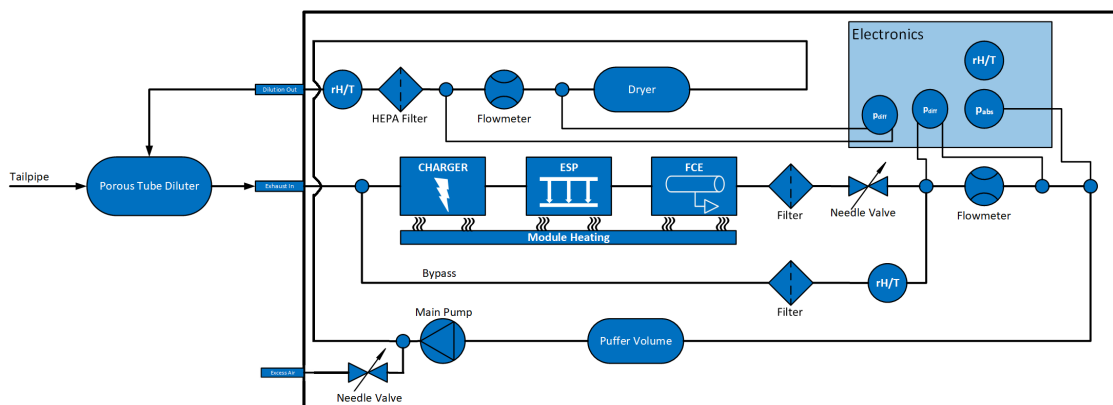 Electronics
rH/T
Dilution Out
rH/T
HEPA Filter
Flowmeter
Dryer
pdiff
pdiff
pabs
Tailpipe
Porous Tube Diluter
Exhaust In
CHARGER
ESP
FCE
Filter
Needle Valve
Flowmeter
Module Heating
Bypass
Filter
rH/T
Main Pump
Puffer Volume
Excess Air
Needle Valve